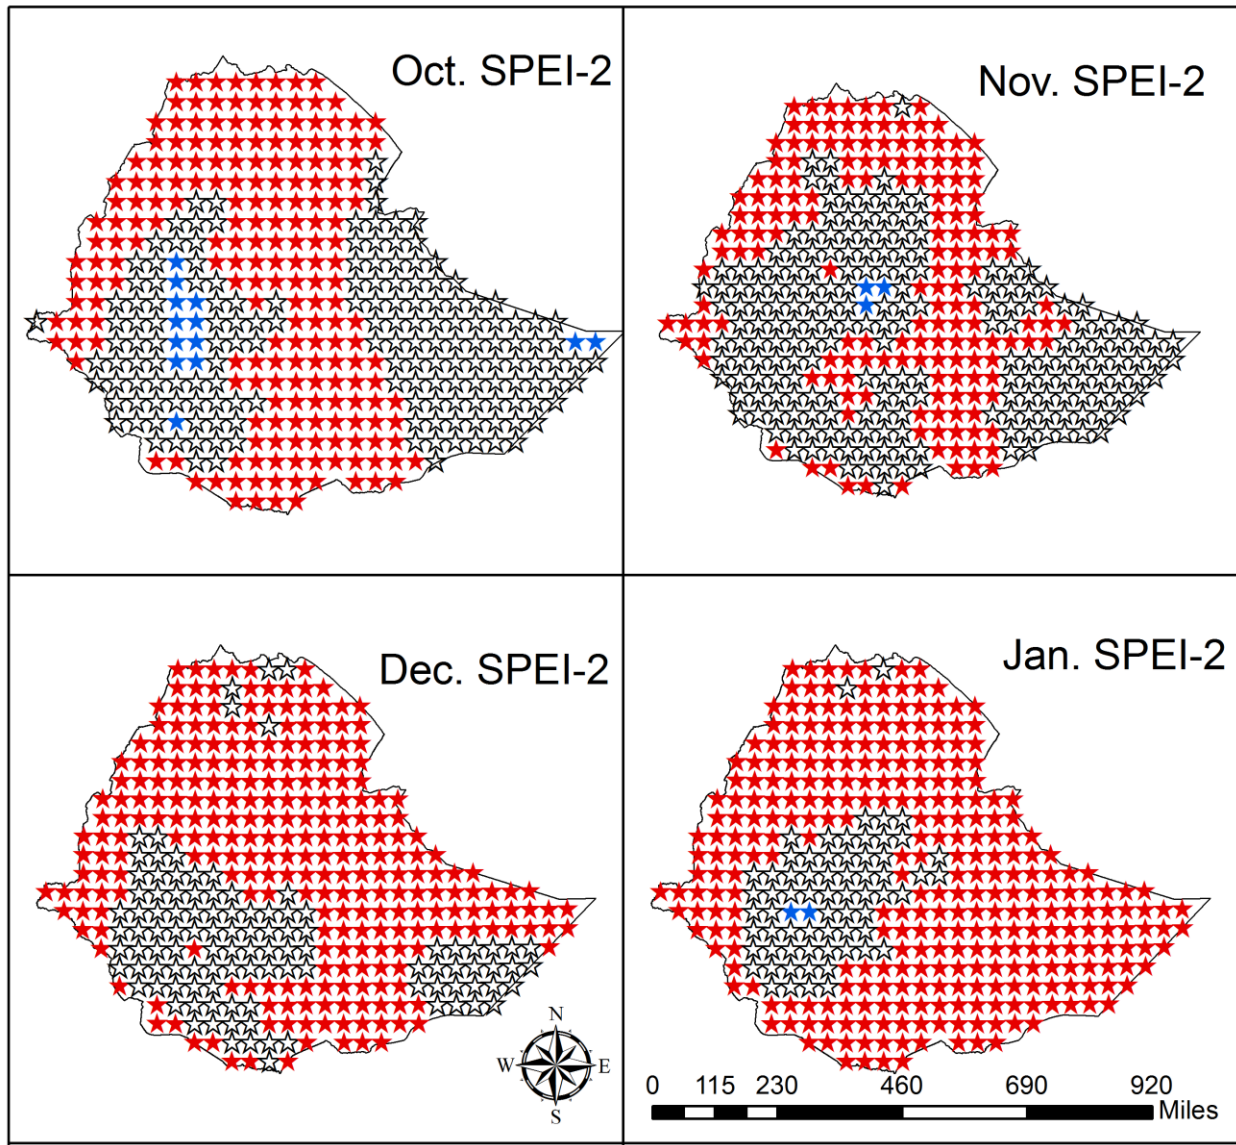 Oct. SPEI-2
Nov. SPEI-2
Dec. SPEI-2
Jan. SPEI-2
N
W E
S
0 115 230 460 690 920
Miles